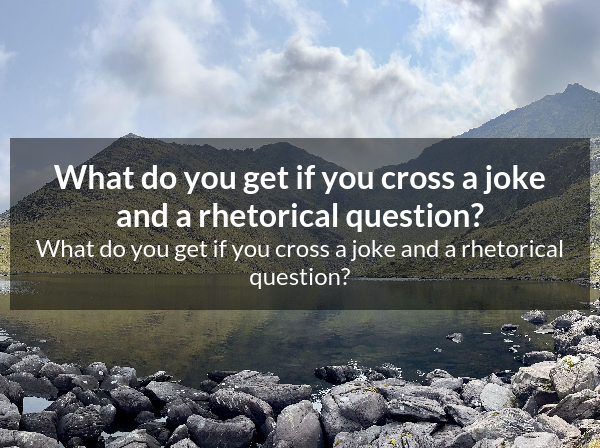 What do you get if you cross a joke
and a rhetorical question?
What do you get if you cross a joke and a rhetorical
question?